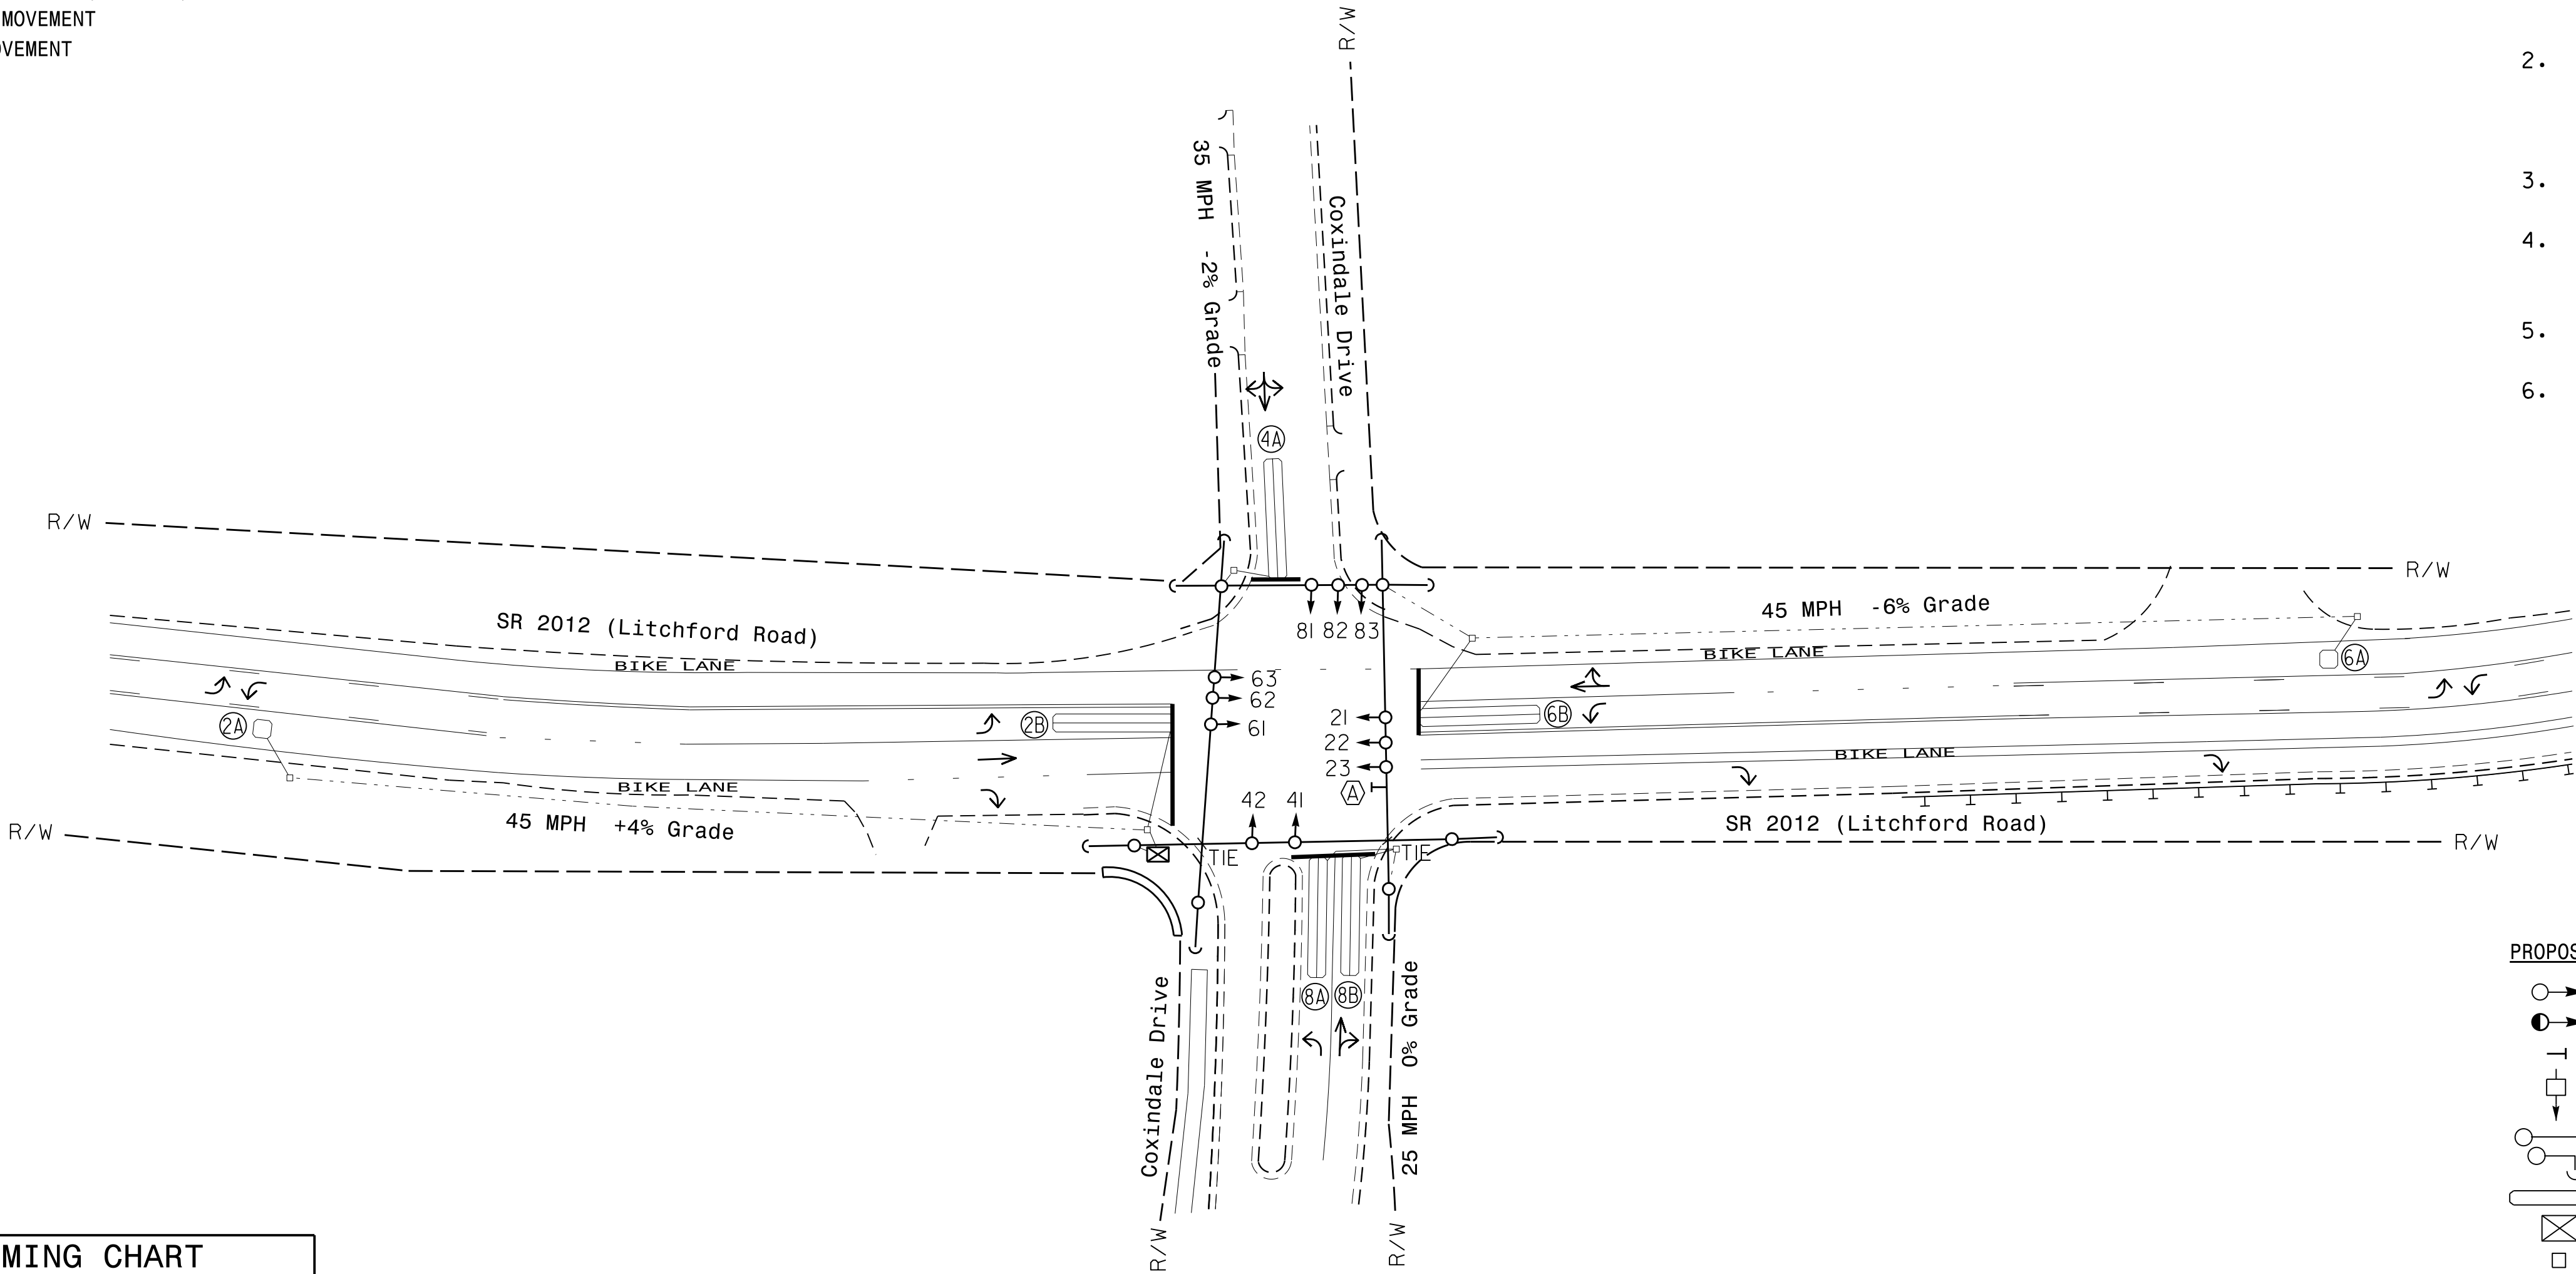 MOVEMENT
OVEMENT
R/W
2.
3.
4.
5.
6.
35 MPH -2% Grade
Coxindale Drive
4A
R/W
R/W
SR 2012 (Litchford Road)
45 MPH -6% Grade
81 82 83
BIKE LANE
BIKE LANE
6A
63
62
61
2A
2B
21
22
23
6B
BIKE LANE
BIKE LANE
A
42 41
45 MPH +4% Grade
SR 2012 (Litchford Road)
R/W
R/W
TIE
TIE
8A
8B
Coxindale Drive
25 MPH 0% Grade
PROPOS
R/W
R/W
MING CHART